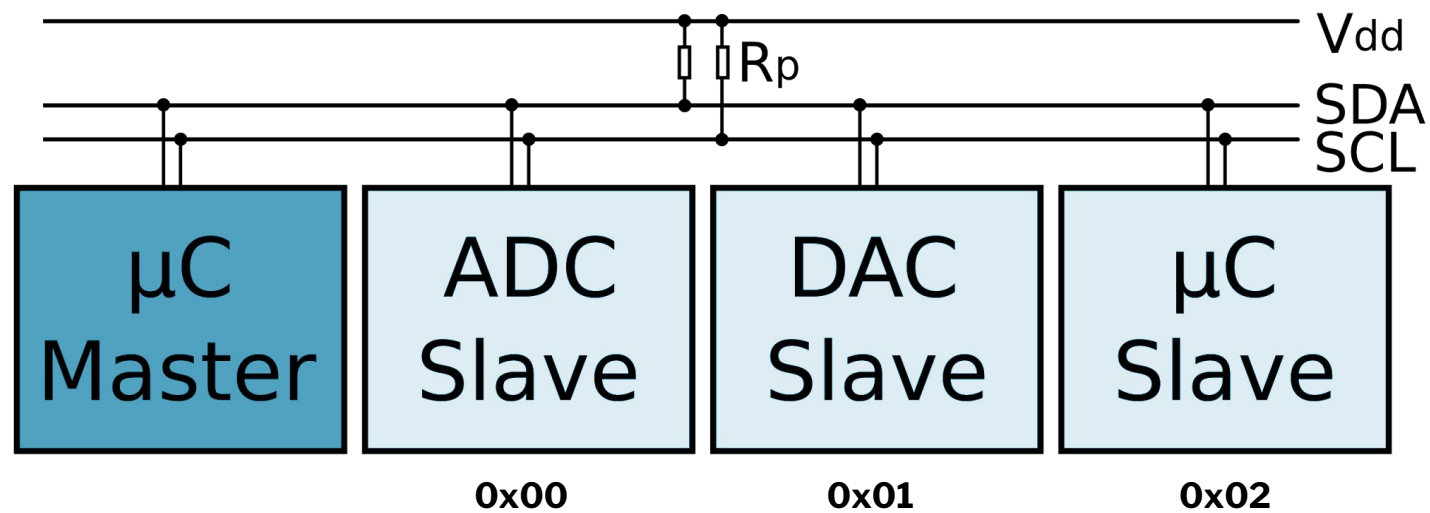 Vdd
Rp
SDA
SCL
µC
Master
ADC
Slave
DAC
Slave
µC
Slave
0x00
0x01
0x02